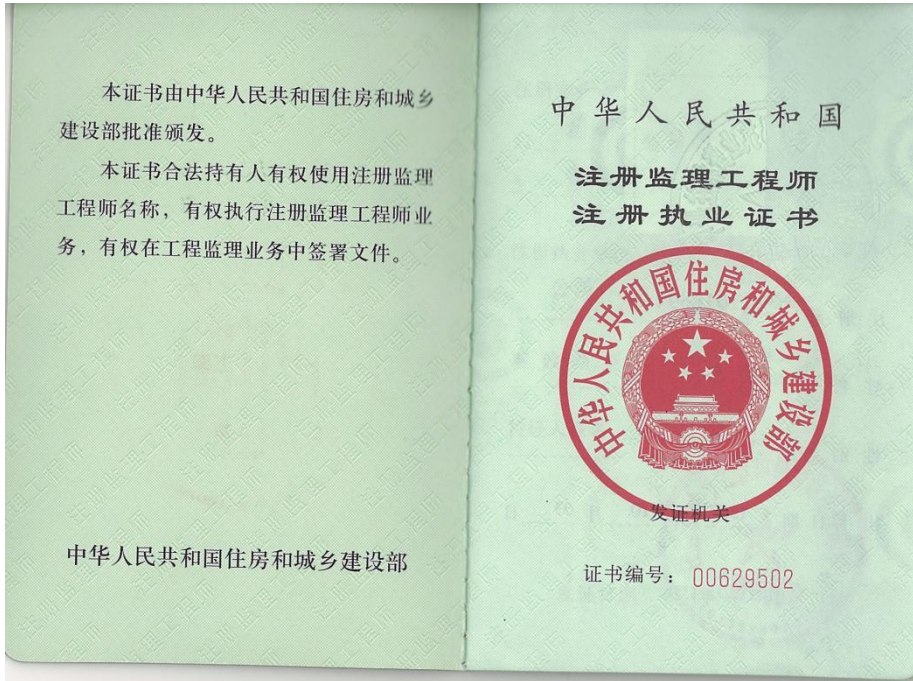 本证书由中华人民共和国住房和城乡
建设部批准颁发。
本证书合法持有人有权使用注册监理
工程师名称，有权执行注册监理工程师业
务，有权在工程监理业务中签署文件。
中华人民共和国住房和城乡建设部
中华人民共和国
注册监理工程师
注册执业证书
中华人民共和国住房和城乡建设部
发证机关
证书编号：00629502